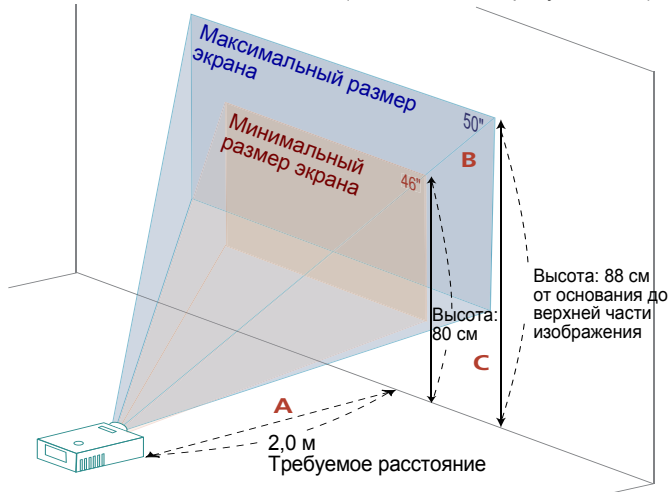 Максимальный размер
экрана
50"
B
Минимальный
размер экрана
46"
Высота: 88 см
от основания до
верхней части
изображения
Высота:
80 см
C
A
2,0 м
Требуемое расстояние